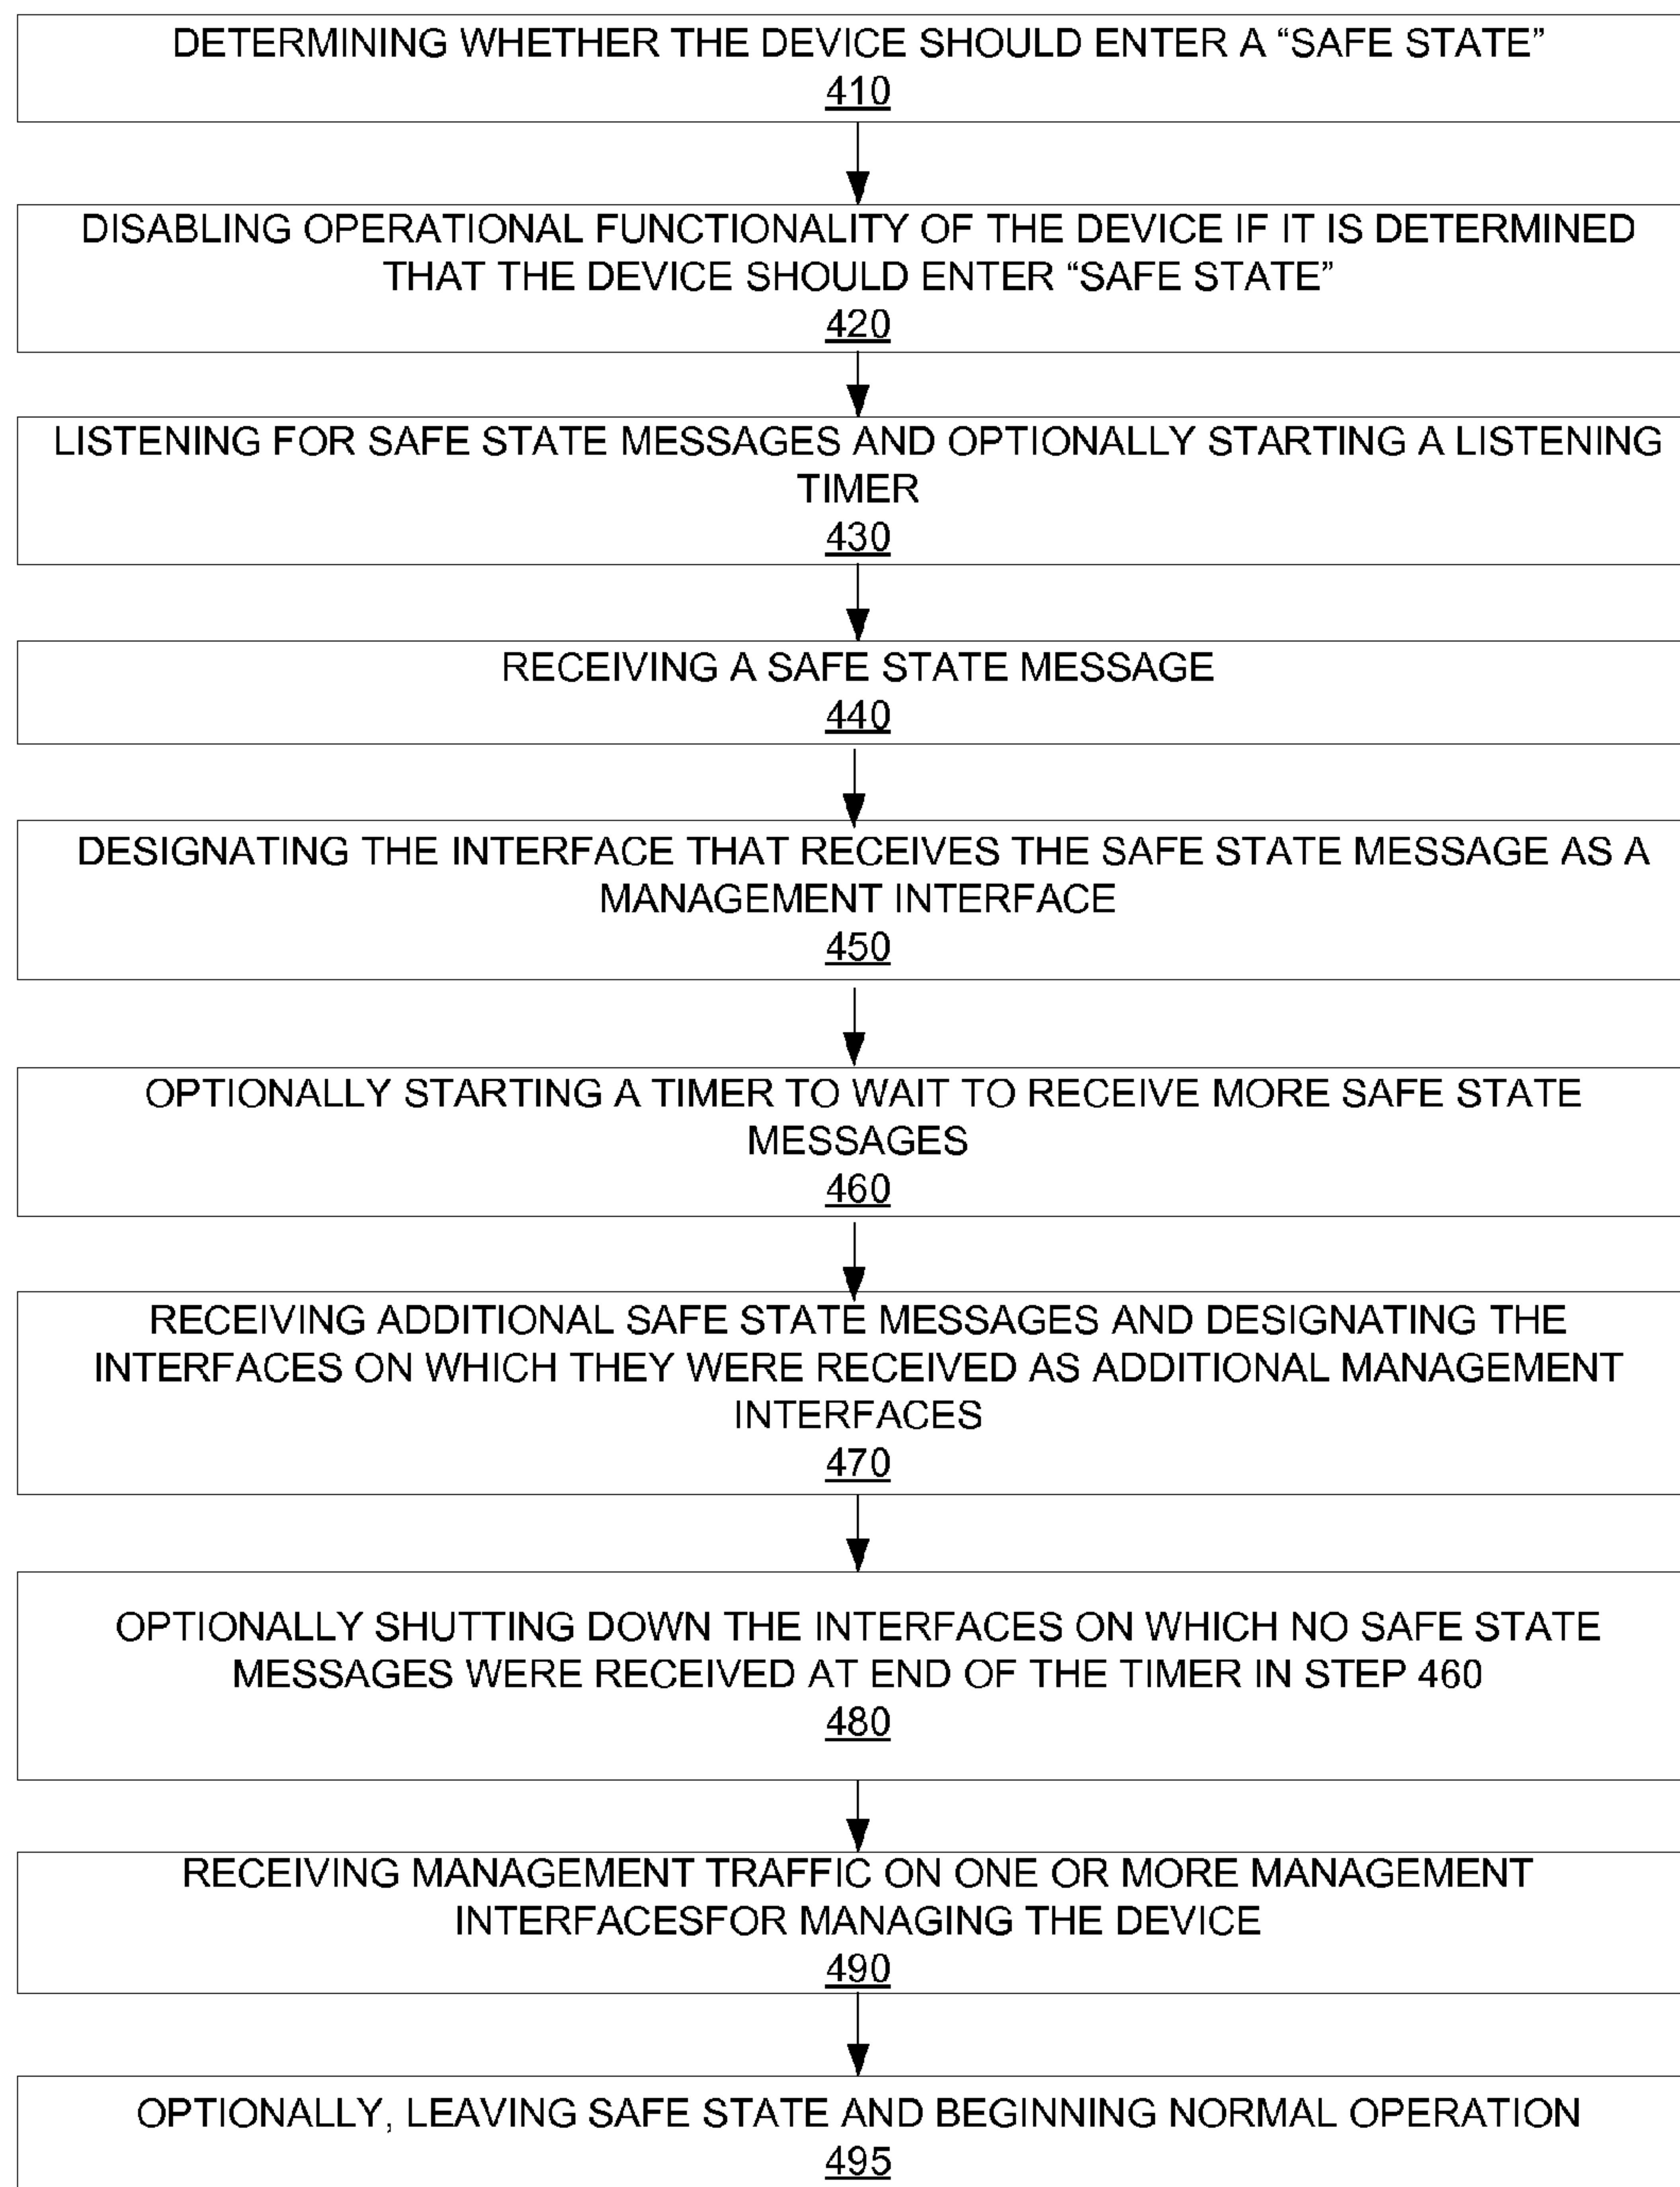 DETERMINING WHETHER THE DEVICE SHOULD ENTER A “SAFE STATE”
410
DISABLING OPERATIONAL FUNCTIONALITY OF THE DEVICE IF IT IS DETERMINED
THAT THE DEVICE SHOULD ENTER “SAFE STATE”
420
LISTENING FOR SAFE STATE MESSAGES AND OPTIONALLY STARTING A LISTENING
TIMER
430
RECEIVING A SAFE STATE MESSAGE
440
DESIGNATING THE INTERFACE THAT RECEIVES THE SAFE STATE MESSAGE AS A
MANAGEMENT INTERFACE
450
OPTIONALLY STARTING A TIMER TO WAIT TO RECEIVE MORE SAFE STATE
MESSAGES
460
RECEIVING ADDITIONAL SAFE STATE MESSAGES AND DESIGNATING THE
INTERFACES ON WHICH THEY WERE RECEIVED AS ADDITIONAL MANAGEMENT
INTERFACES
470
OPTIONALLY SHUTTING DOWN THE INTERFACES ON WHICH NO SAFE STATE
MESSAGES WERE RECEIVED AT END OF THE TIMER IN STEP 460
480
RECEIVING MANAGEMENT TRAFFIC ON ONE OR MORE MANAGEMENT
INTERFACESFOR MANAGING THE DEVICE
490
OPTIONALLY, LEAVING SAFE STATE AND BEGINNING NORMAL OPERATION
495